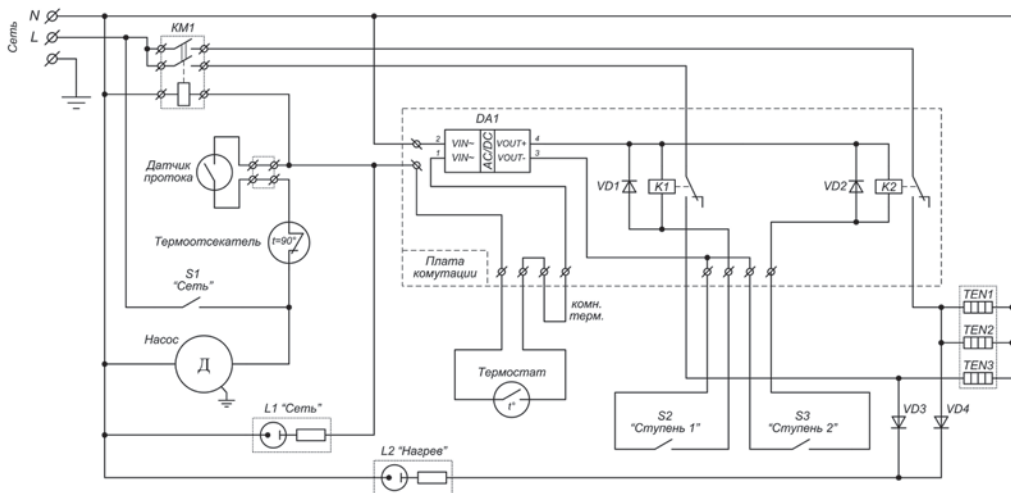 Сеть
N
L
КМ1
DA1
2
VIN~
1
VIN~
AC/DC
4
VOUT+
3
VOUT-
VD1
K1
VD2
K2
Датчик
протока
Термоотсекатель
t=90°
Плата
комутации
S1
"Сеть"
комн.
терм.
Насос
Д
Термостат
t°
TEN1
TEN2
TEN3
L1 "Сеть"
S2
"Ступень 1"
S3
"Ступень 2"
VD3
VD4
L2 "Нагрев"